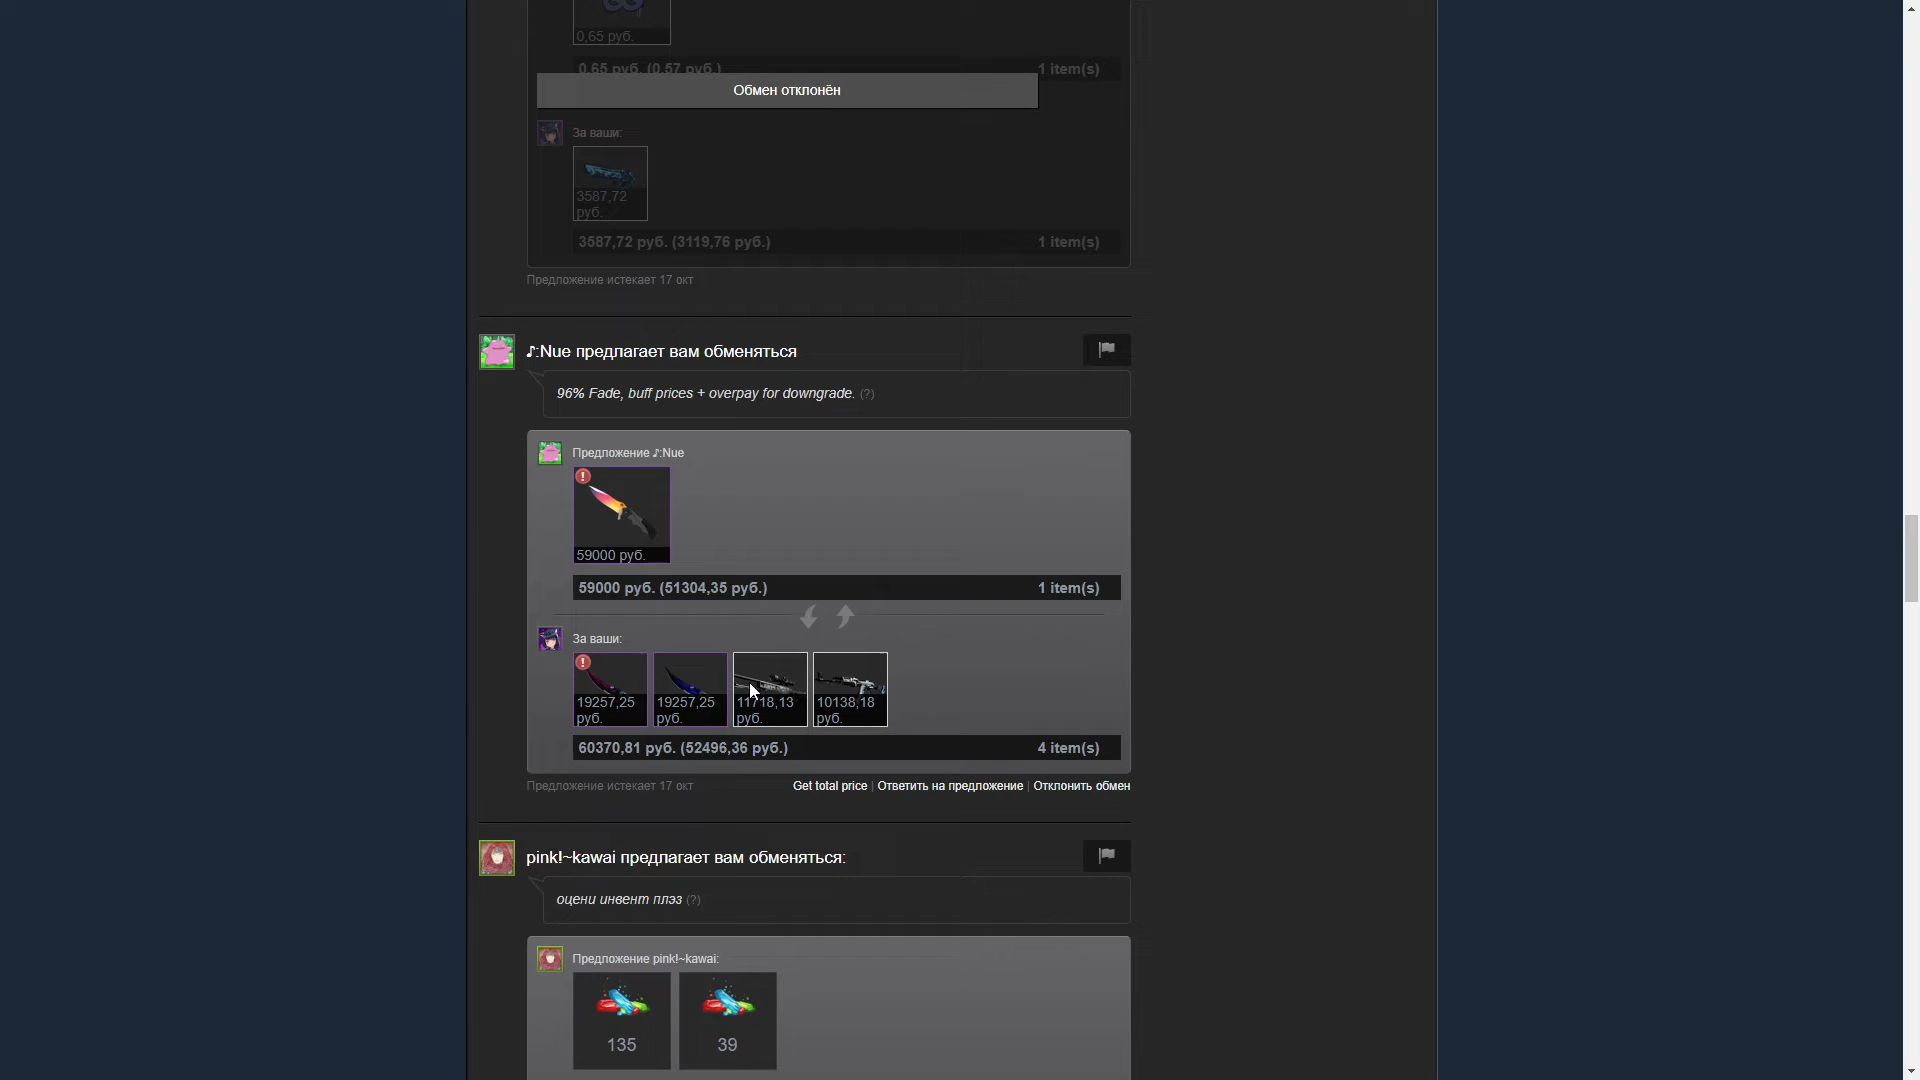 0,65 руб.
0,65 руб. (0,57 руб.) 1 item(s)
Обмен отклонён
За ваши:
3587,72
руб.
3587,72 руб. (3119,76 руб.) 1 item(s)
Предложение истекает 17 окт
♪:Nue предлагает вам обменяться
96% Fade, buff prices + overpay for downgrade. (?)
Предложение ♪:Nue
59000 руб.
59000 руб. (51304,35 руб.) 1 item(s)
За ваши:
19257,25 19257,25 11718,13 10138,18
руб. руб. руб. руб.
60370,81 руб. (52496,36 руб.) 4 item(s)
Предложение истекает 17 окт Get total price | Ответить на предложение | Отклонить обмен
pink!~kawai предлагает вам обменяться:
оцени инвент плэз (?)
Предложение pink!~kawai:
135 39